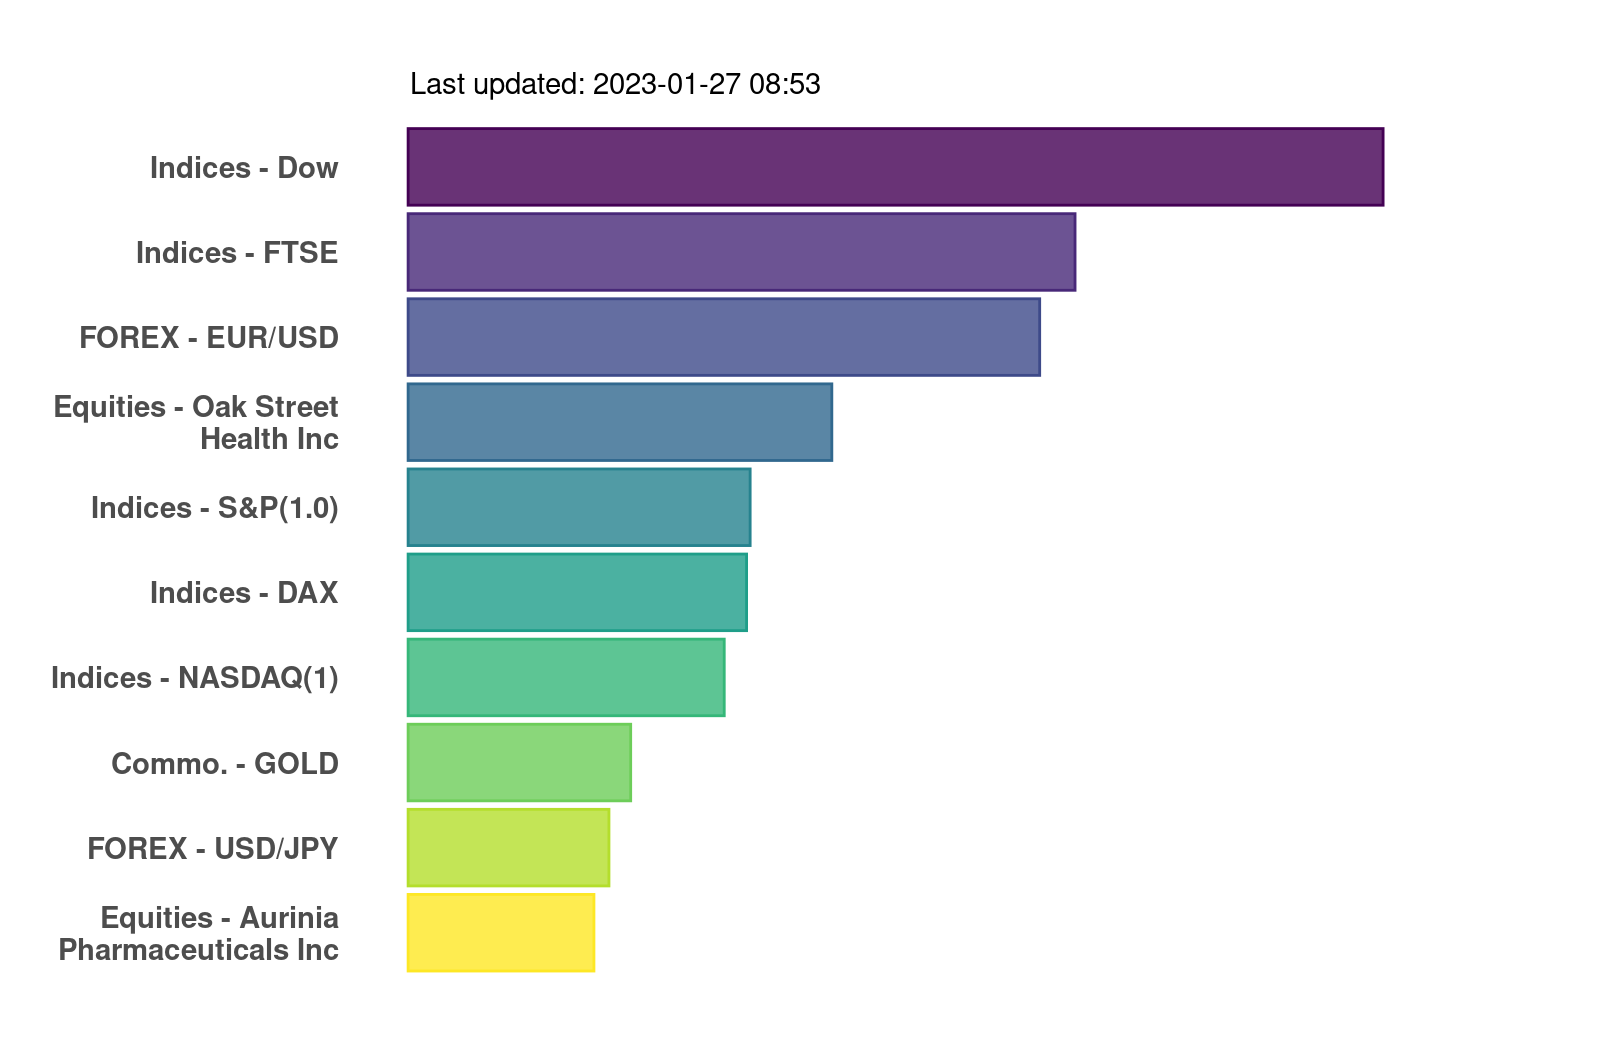 Last updated: 2023-01-27 08:53
Indices - Dow
Indices - FTSE
FOREX - EUR/USD
Equities - Oak Street
Health Inc
Indices - S&P(1.0)
Indices - DAX
Indices - NASDAQ(1)
Commo. - GOLD
FOREX - USD/JPY
Equities - Aurinia
Pharmaceuticals Inc